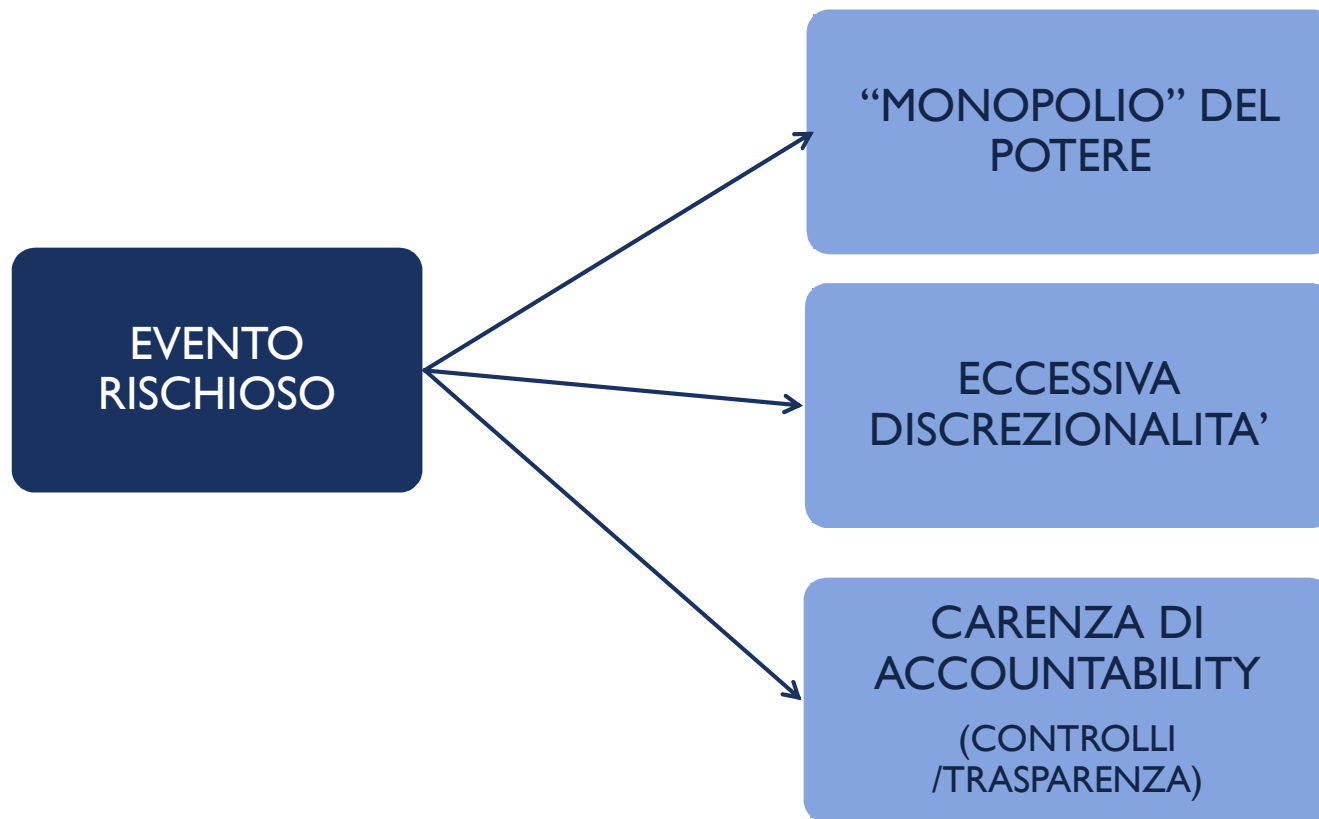 EVENTO
RISCHIOSO
“MONOPOLIO” DEL
POTERE
ECCESSIVA
DISCREZIONALITA’
CARENZA DI
ACCOUNTABILITY
(CONTROLLI
/TRASPARENZA)